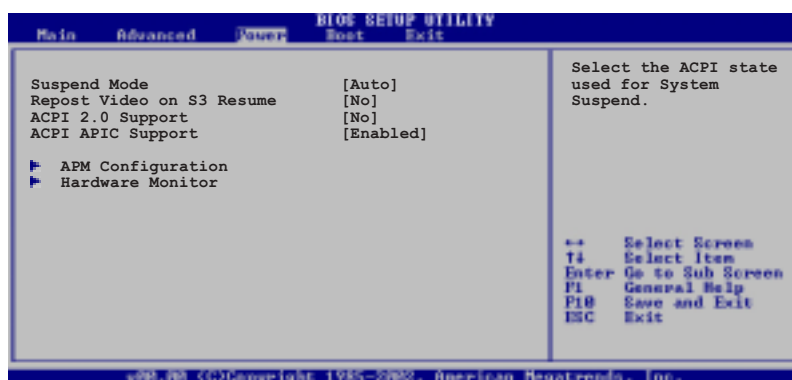 BIOS SETUP UTILITY
Main Advanced Power Boot Exit
Suspend Mode [Auto]
Repost Video on S3 Resume [No]
ACPI 2.0 Support [No]
ACPI APIC Support [Enabled]
APM Configuration
Hardware Monitor
Select the ACPI state
used for System
Suspend.
←→ Select Screen
↑↓ Select Item
Enter Go to Sub Screen
F1 General Help
F10 Save and Exit
ESC Exit
(C)Copyright 1985-2002, American Megatrends, Inc.